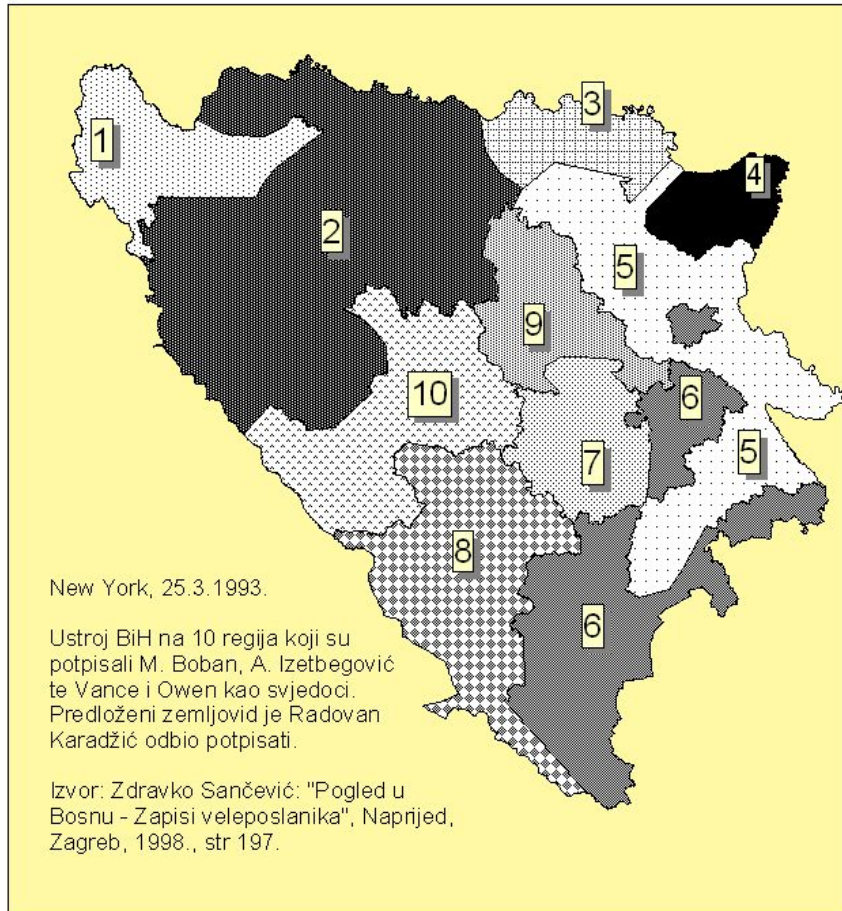 1
3
4
2
5
9
10
6
7
5
8
6
New York, 25.3.1993.
Ustroj BiH na 10 regija koji su
potpisali M. Boban, A. Izetbegović
te Vance i Owen kao svjedoci.
Predloženi zemljovid je Radovan
Karadžić odbio potpisati.
Izvor: Zdravko Sančević: "Pogled u
Bosnu - Zapisi veleposlanika", Naprijed,
Zagreb, 1998., str 197.